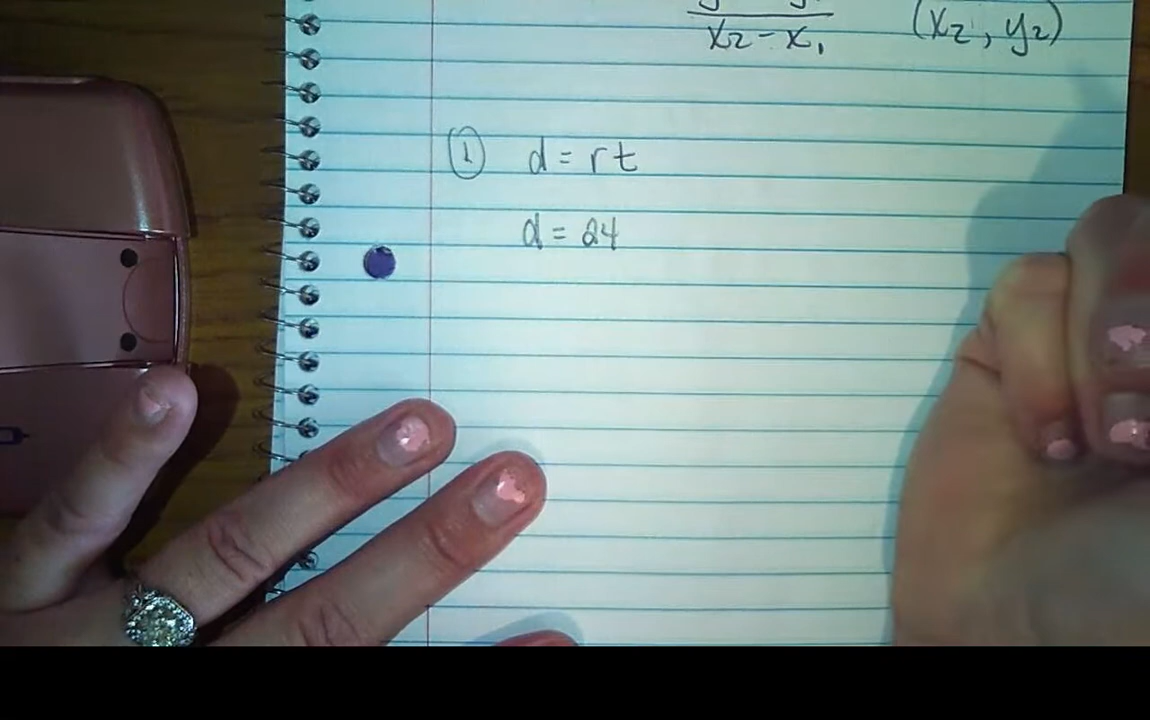 x₂ - x₁ (x₂, y₂)
① d = rt
d = 24